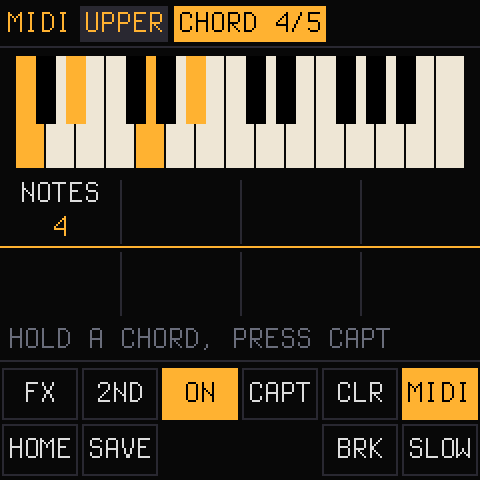 MIDI UPPER CHORD 4/5
NOTES
4
HOLD A CHORD, PRESS CAPT
FX 2ND ON CAPT CLR MIDI
HOME SAVE BRK SLOW